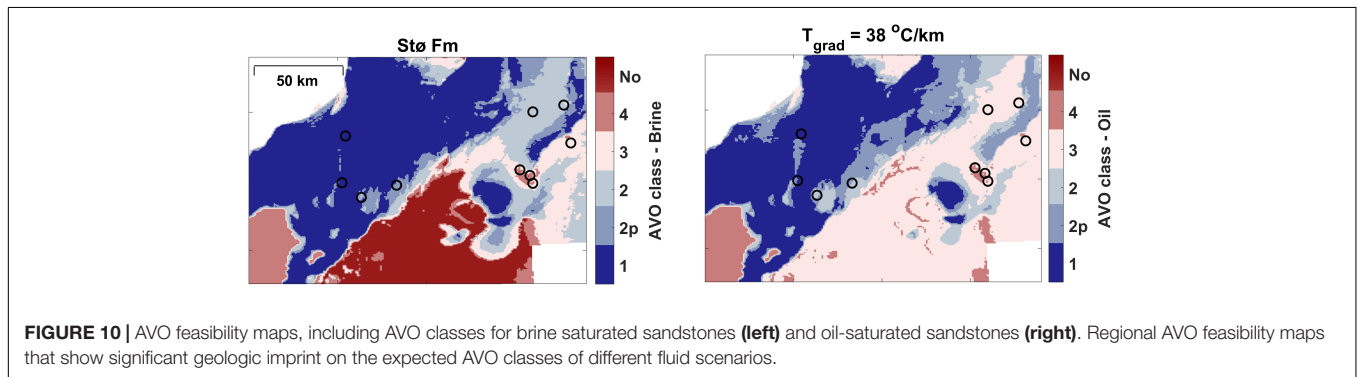 Stø Fm
50 km
No
4
3
2
2p
1
AVO class - Brine
T_grad = 38 °C/km
No
4
3
2
2p
1
AVO class - Oil
FIGURE 10 | AVO feasibility maps, including AVO classes for brine saturated sandstones (left) and oil-saturated sandstones (right). Regional AVO feasibility maps
that show significant geologic imprint on the expected AVO classes of different fluid scenarios.